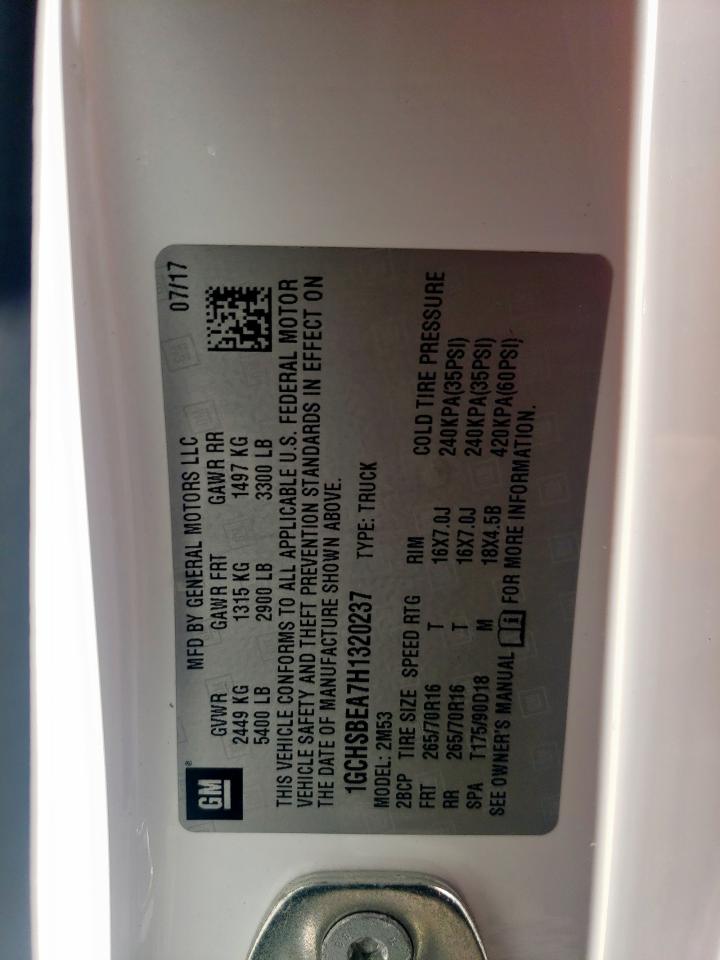 GM®
MFD BY GENERAL MOTORS LLC 07/17
GVWR GAWR FRT GAWR RR
2449 KG 1315 KG 1497 KG
5400 LB 2900 LB 3300 LB
THIS VEHICLE CONFORMS TO ALL APPLICABLE U.S. FEDERAL MOTOR
VEHICLE SAFETY AND THEFT PREVENTION STANDARDS IN EFFECT ON
THE DATE OF MANUFACTURE SHOWN ABOVE.
1GCHSBEA7H1320237
MODEL: 2M53 TYPE: TRUCK
2BCP TIRE SIZE SPEED RTG RIM COLD TIRE PRESSURE
FRT 265/70R16 T 16X7.0J 240KPA(35PSI)
RR 265/70R16 T 16X7.0J 240KPA(35PSI)
SPA T175/90D18 M 18X4.5B 420KPA(60PSI)
SEE OWNER'S MANUAL FOR MORE INFORMATION.